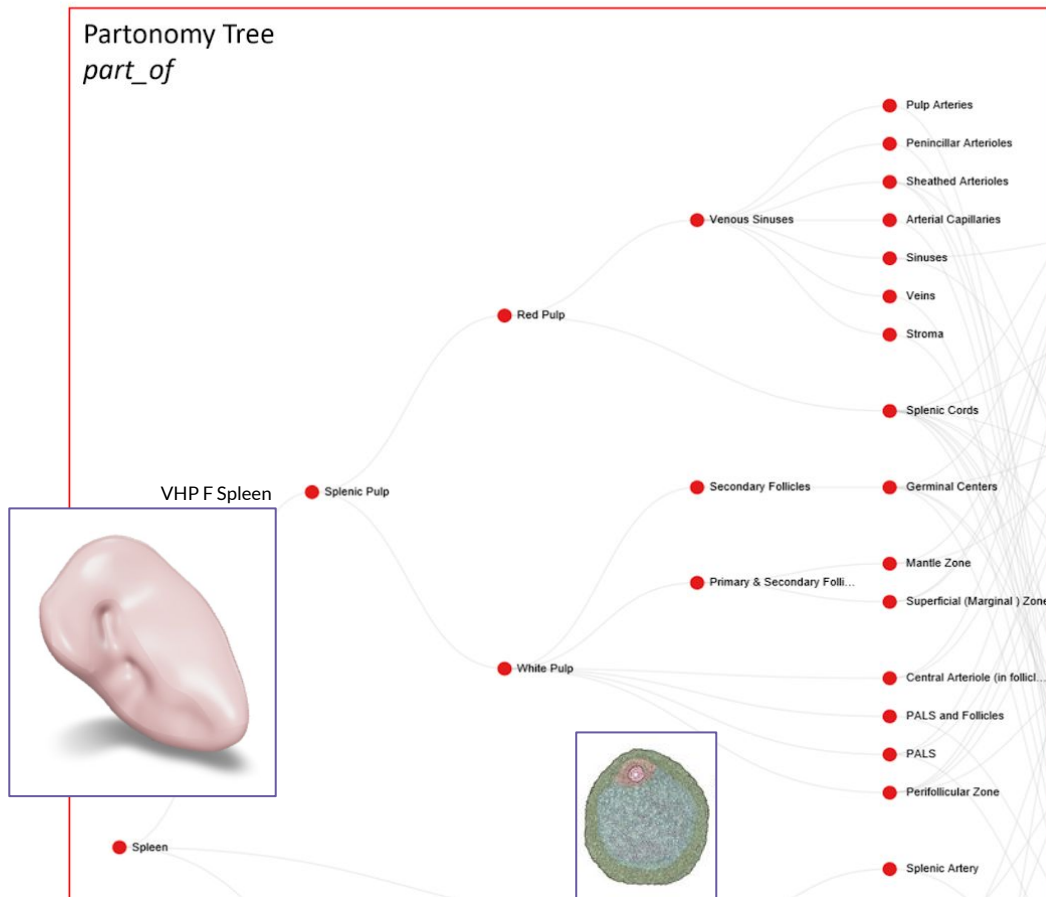 Partonomy Tree
part_of
Pulp Arteries
Penincillar Arterioles
Sheathed Arterioles
Venous Sinuses
Arterial Capillaries
Sinuses
Veins
Red Pulp
Stroma
Splenic Cords
VHP F Spleen
Splenic Pulp
Secondary Follicles
Germinal Centers
Mantle Zone
Primary & Secondary Folli...
Superficial (Marginal ) Zone
White Pulp
Central Arteriole (in follicl...
PALS and Follicles
PALS
Perifollicular Zone
Spleen
Splenic Artery